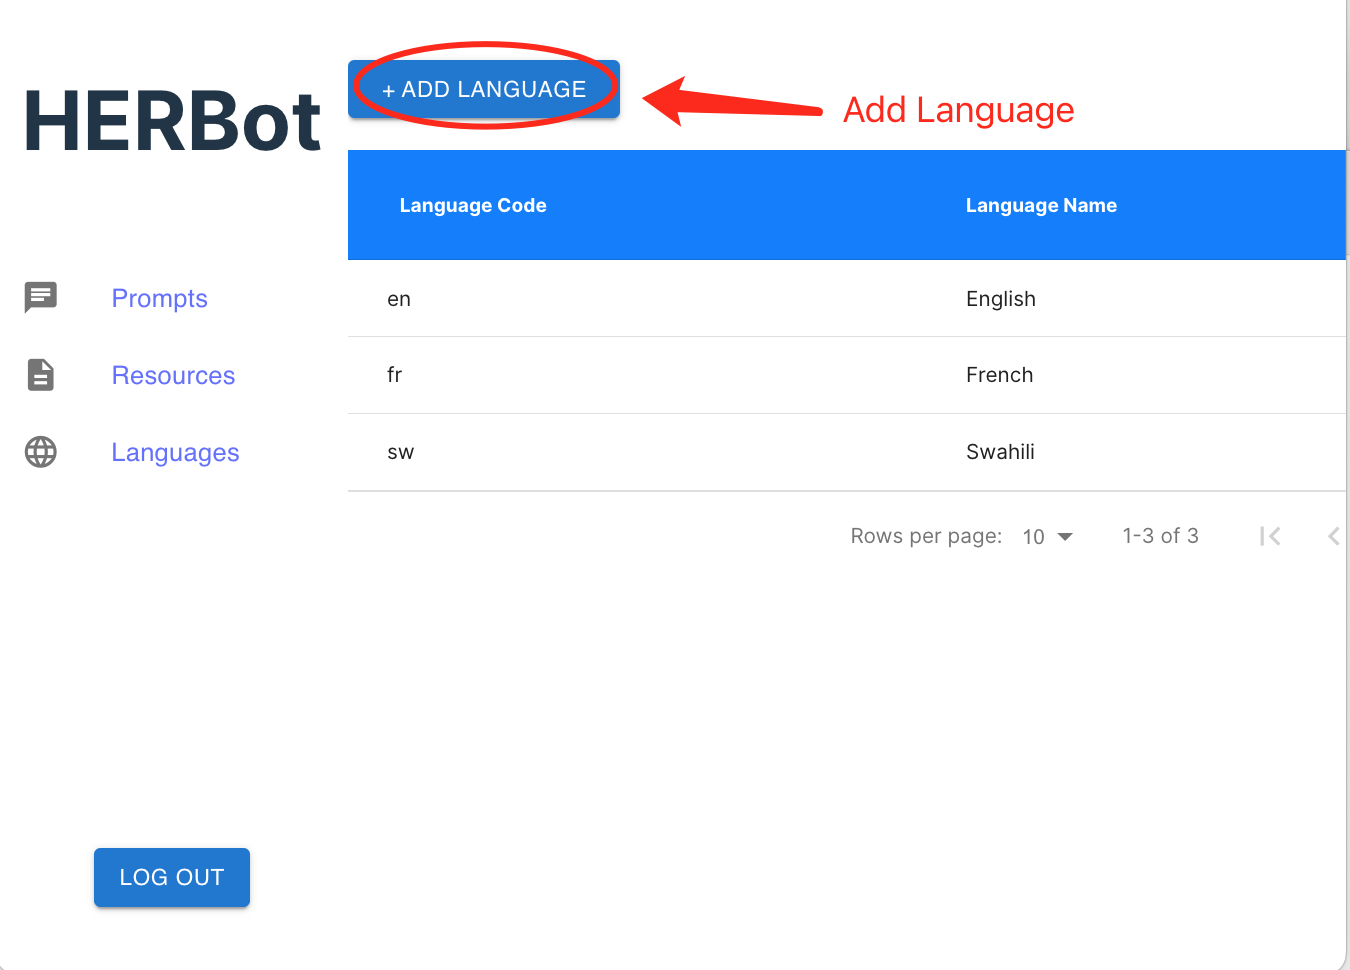 + ADD LANGUAGE
Add Language
HERBot
Language Code Language Name
Prompts
Resources
Languages
en English
fr French
sw Swahili
Rows per page: 10 1-3 of 3
LOG OUT